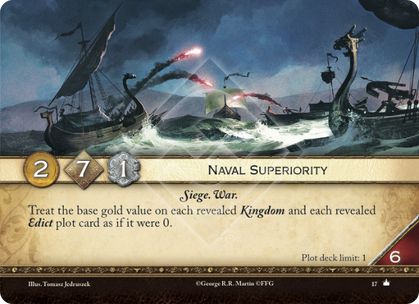 2 7 1 NAVAL SUPERIORITY
Siege. War.
Treat the base gold value on each revealed Kingdom and each revealed
Edict plot card as if it were 0.
Plot deck limit: 1
6
Illus. Tomasz Jedruszek ©George R.R. Martin ©FFG 17